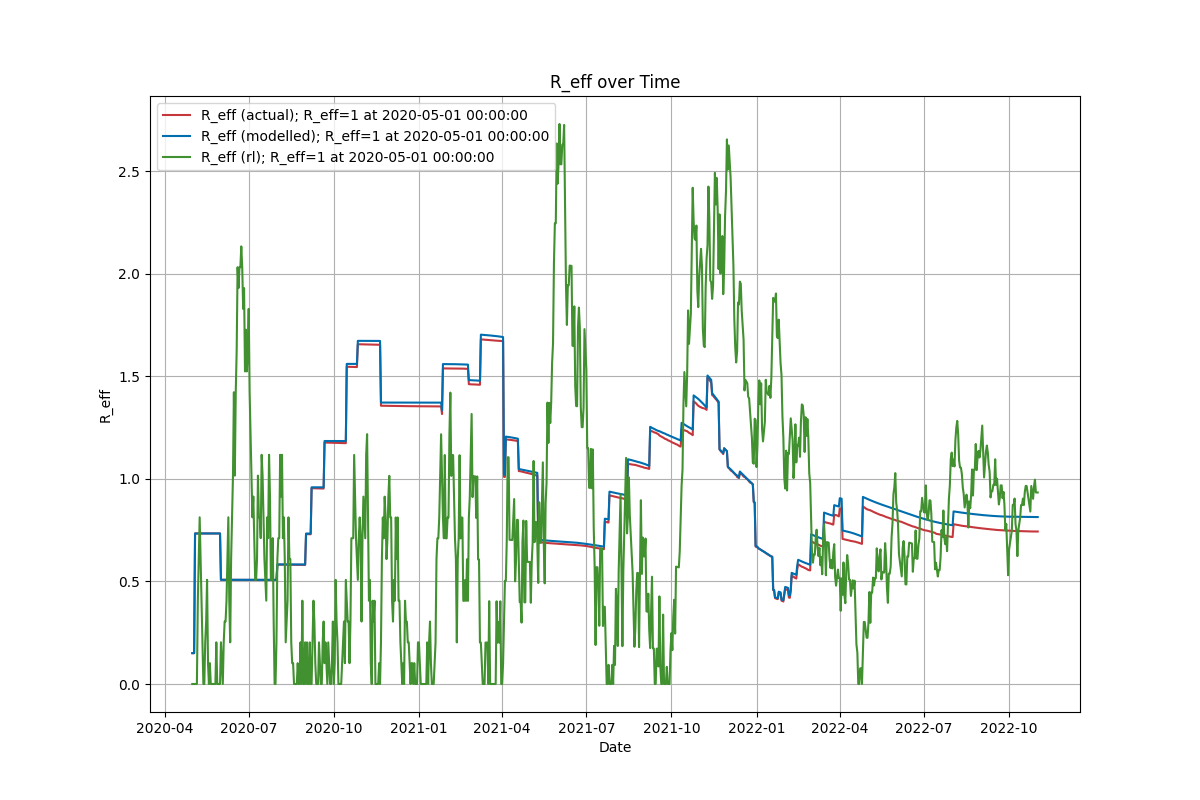 R_eff over Time
R_eff (actual); R_eff=1 at 2020-05-01 00:00:00
R_eff (modelled); R_eff=1 at 2020-05-01 00:00:00
R_eff (rl); R_eff=1 at 2020-05-01 00:00:00
2.5
2.0
1.5
1.0
0.5
0.0
R_eff
2020-04 2020-07 2020-10 2021-01 2021-04 2021-07 2021-10 2022-01 2022-04 2022-07 2022-10
Date